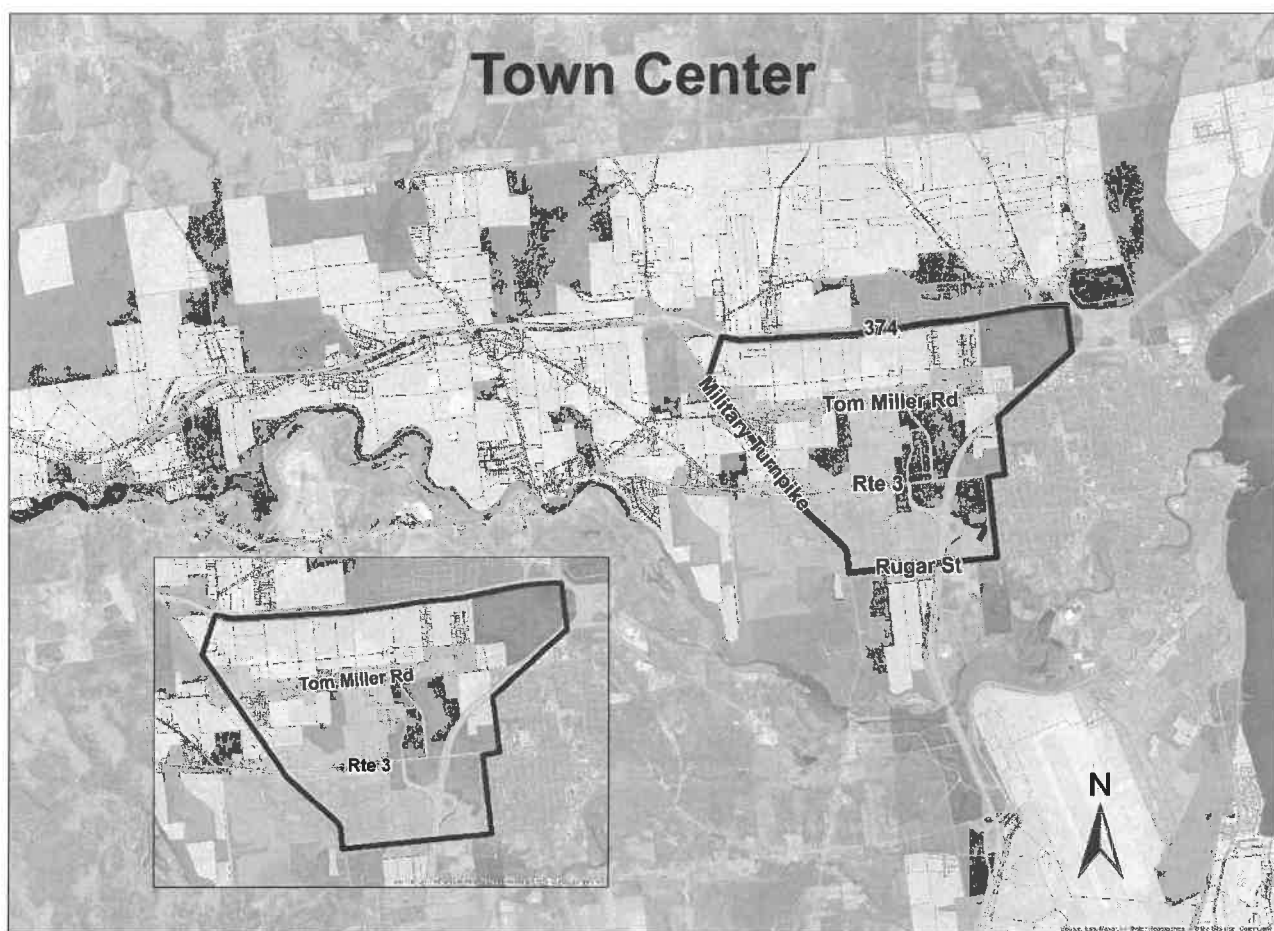 Town Center
374
Tom Miller Rd
Military Turnpike
Rte 3
Rugar St
Tom Miller Rd
Rte 3
N